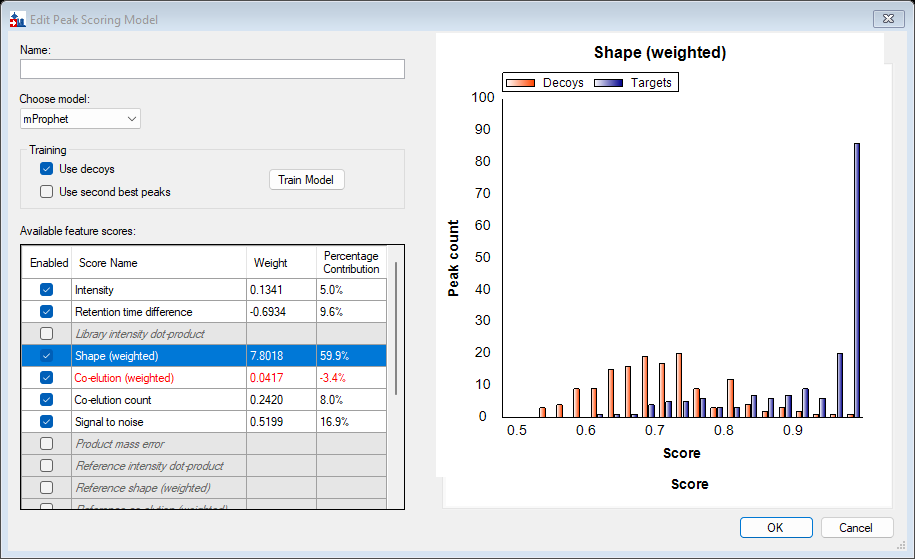 Edit Peak Scoring Model
Name:
Choose model:
mProphet
Training
Use decoys
Use second best peaks
Train Model
Available feature scores:
Enabled Score Name Weight Percentage Contribution
Intensity 0.1341 5.0%
Retention time difference -0.6934 9.6%
Library intensity dot-product
Shape (weighted) 7.8018 59.9%
Co-elution (weighted) 0.0417 -3.4%
Co-elution count 0.2420 8.0%
Signal to noise 0.5199 16.9%
Product mass error
Reference intensity dot-product
Reference shape (weighted)
Reference co-elution (weighted)
Shape (weighted)
Decoys Targets
100
90
80
70
60
50
40
30
20
10
0
Peak count
0.5 0.6 0.7 0.8 0.9
Score
Score
OK Cancel